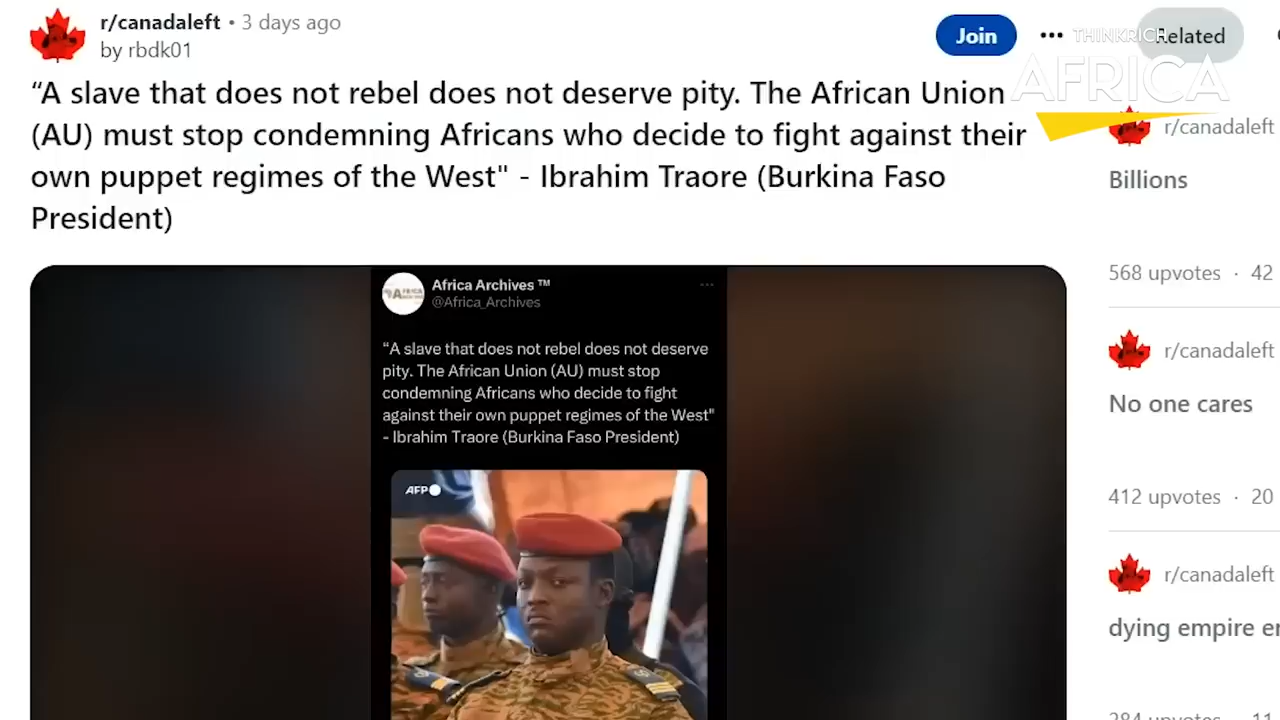 r/canadaleft • 3 days ago
by rbdk01
Join
Related
THINKRICH
AFRICA
“A slave that does not rebel does not deserve pity. The African Union
(AU) must stop condemning Africans who decide to fight against their
own puppet regimes of the West" - Ibrahim Traore (Burkina Faso
President)
Africa Archives ™
@Africa_Archives
“A slave that does not rebel does not deserve
pity. The African Union (AU) must stop
condemning Africans who decide to fight
against their own puppet regimes of the West"
- Ibrahim Traore (Burkina Faso President)
AFP
r/canadaleft
Billions
568 upvotes · 42
r/canadaleft
No one cares
412 upvotes · 20
r/canadaleft
dying empire